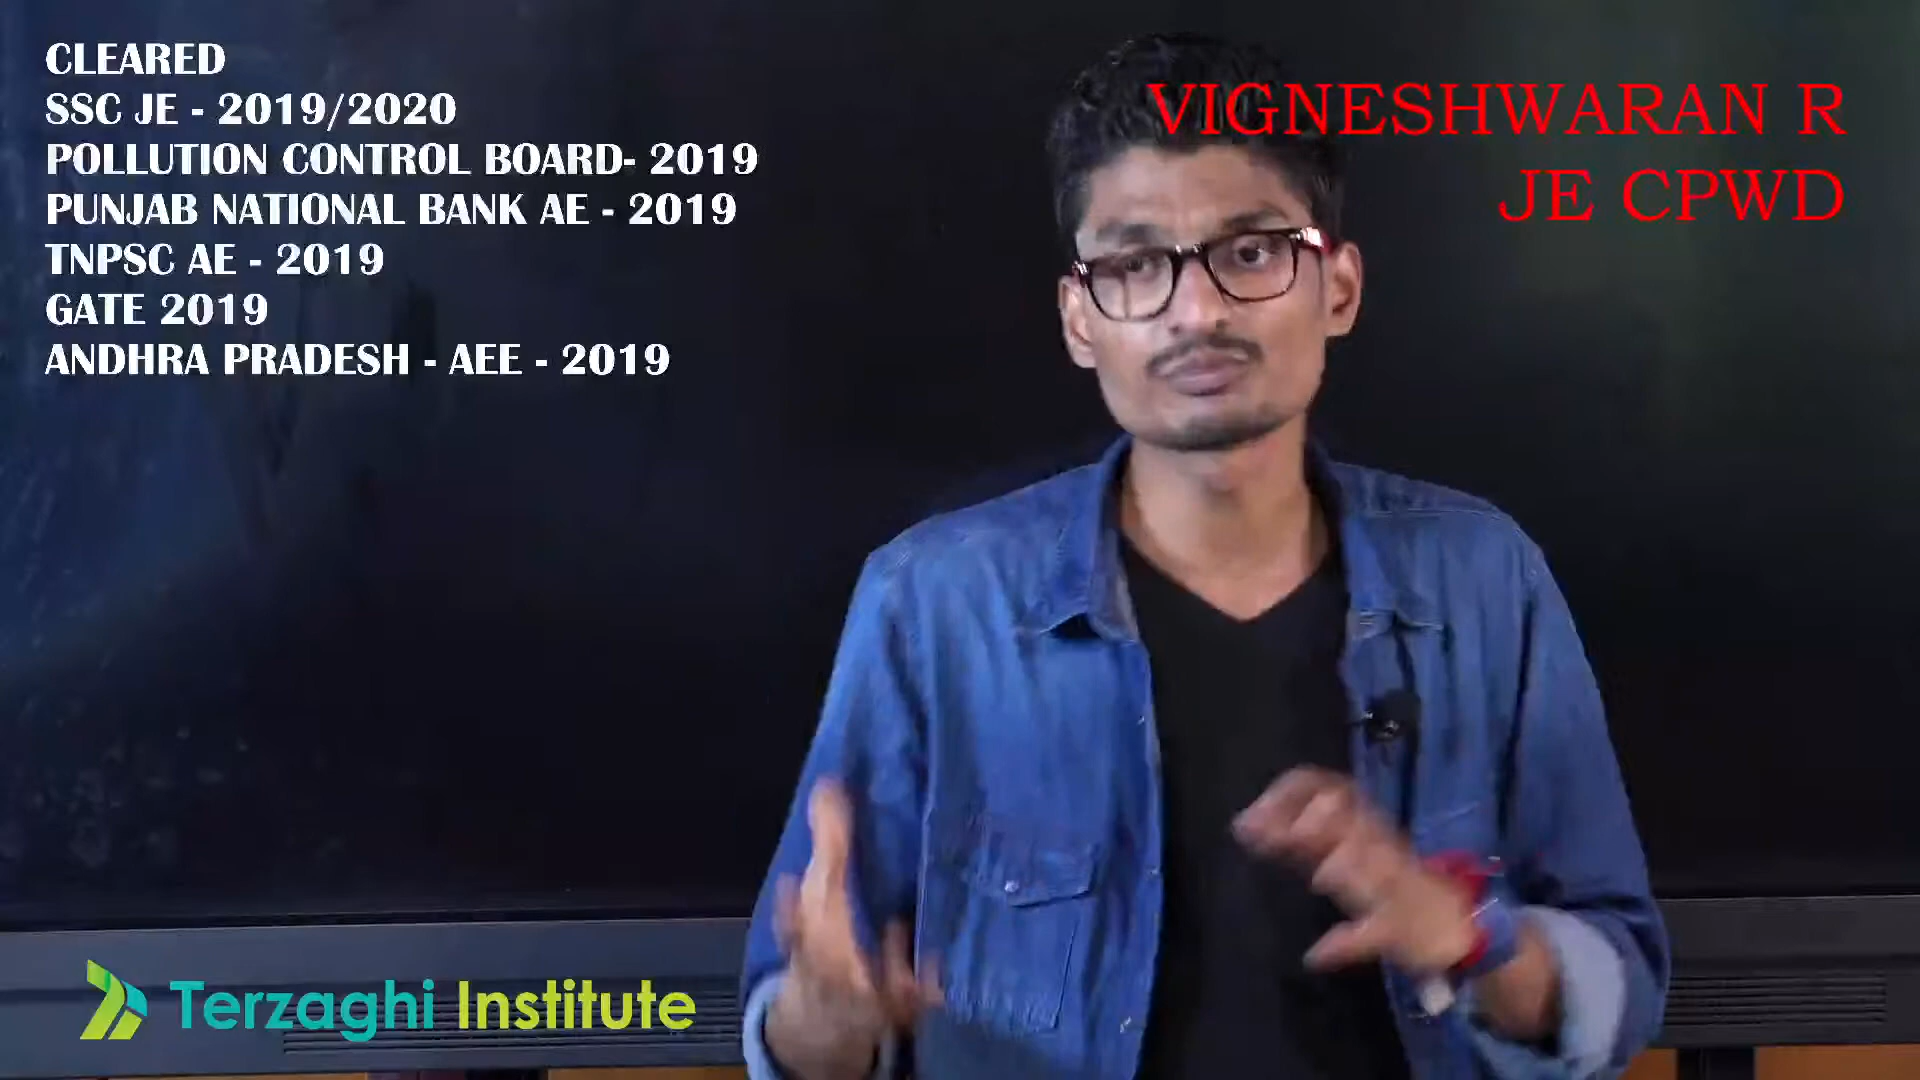 CLEARED
SSC JE - 2019/2020
POLLUTION CONTROL BOARD- 2019
PUNJAB NATIONAL BANK AE - 2019
TNPSC AE - 2019
GATE 2019
ANDHRA PRADESH - AEE - 2019
VIGNESHWARAN R
JE CPWD
Terzaghi Institute